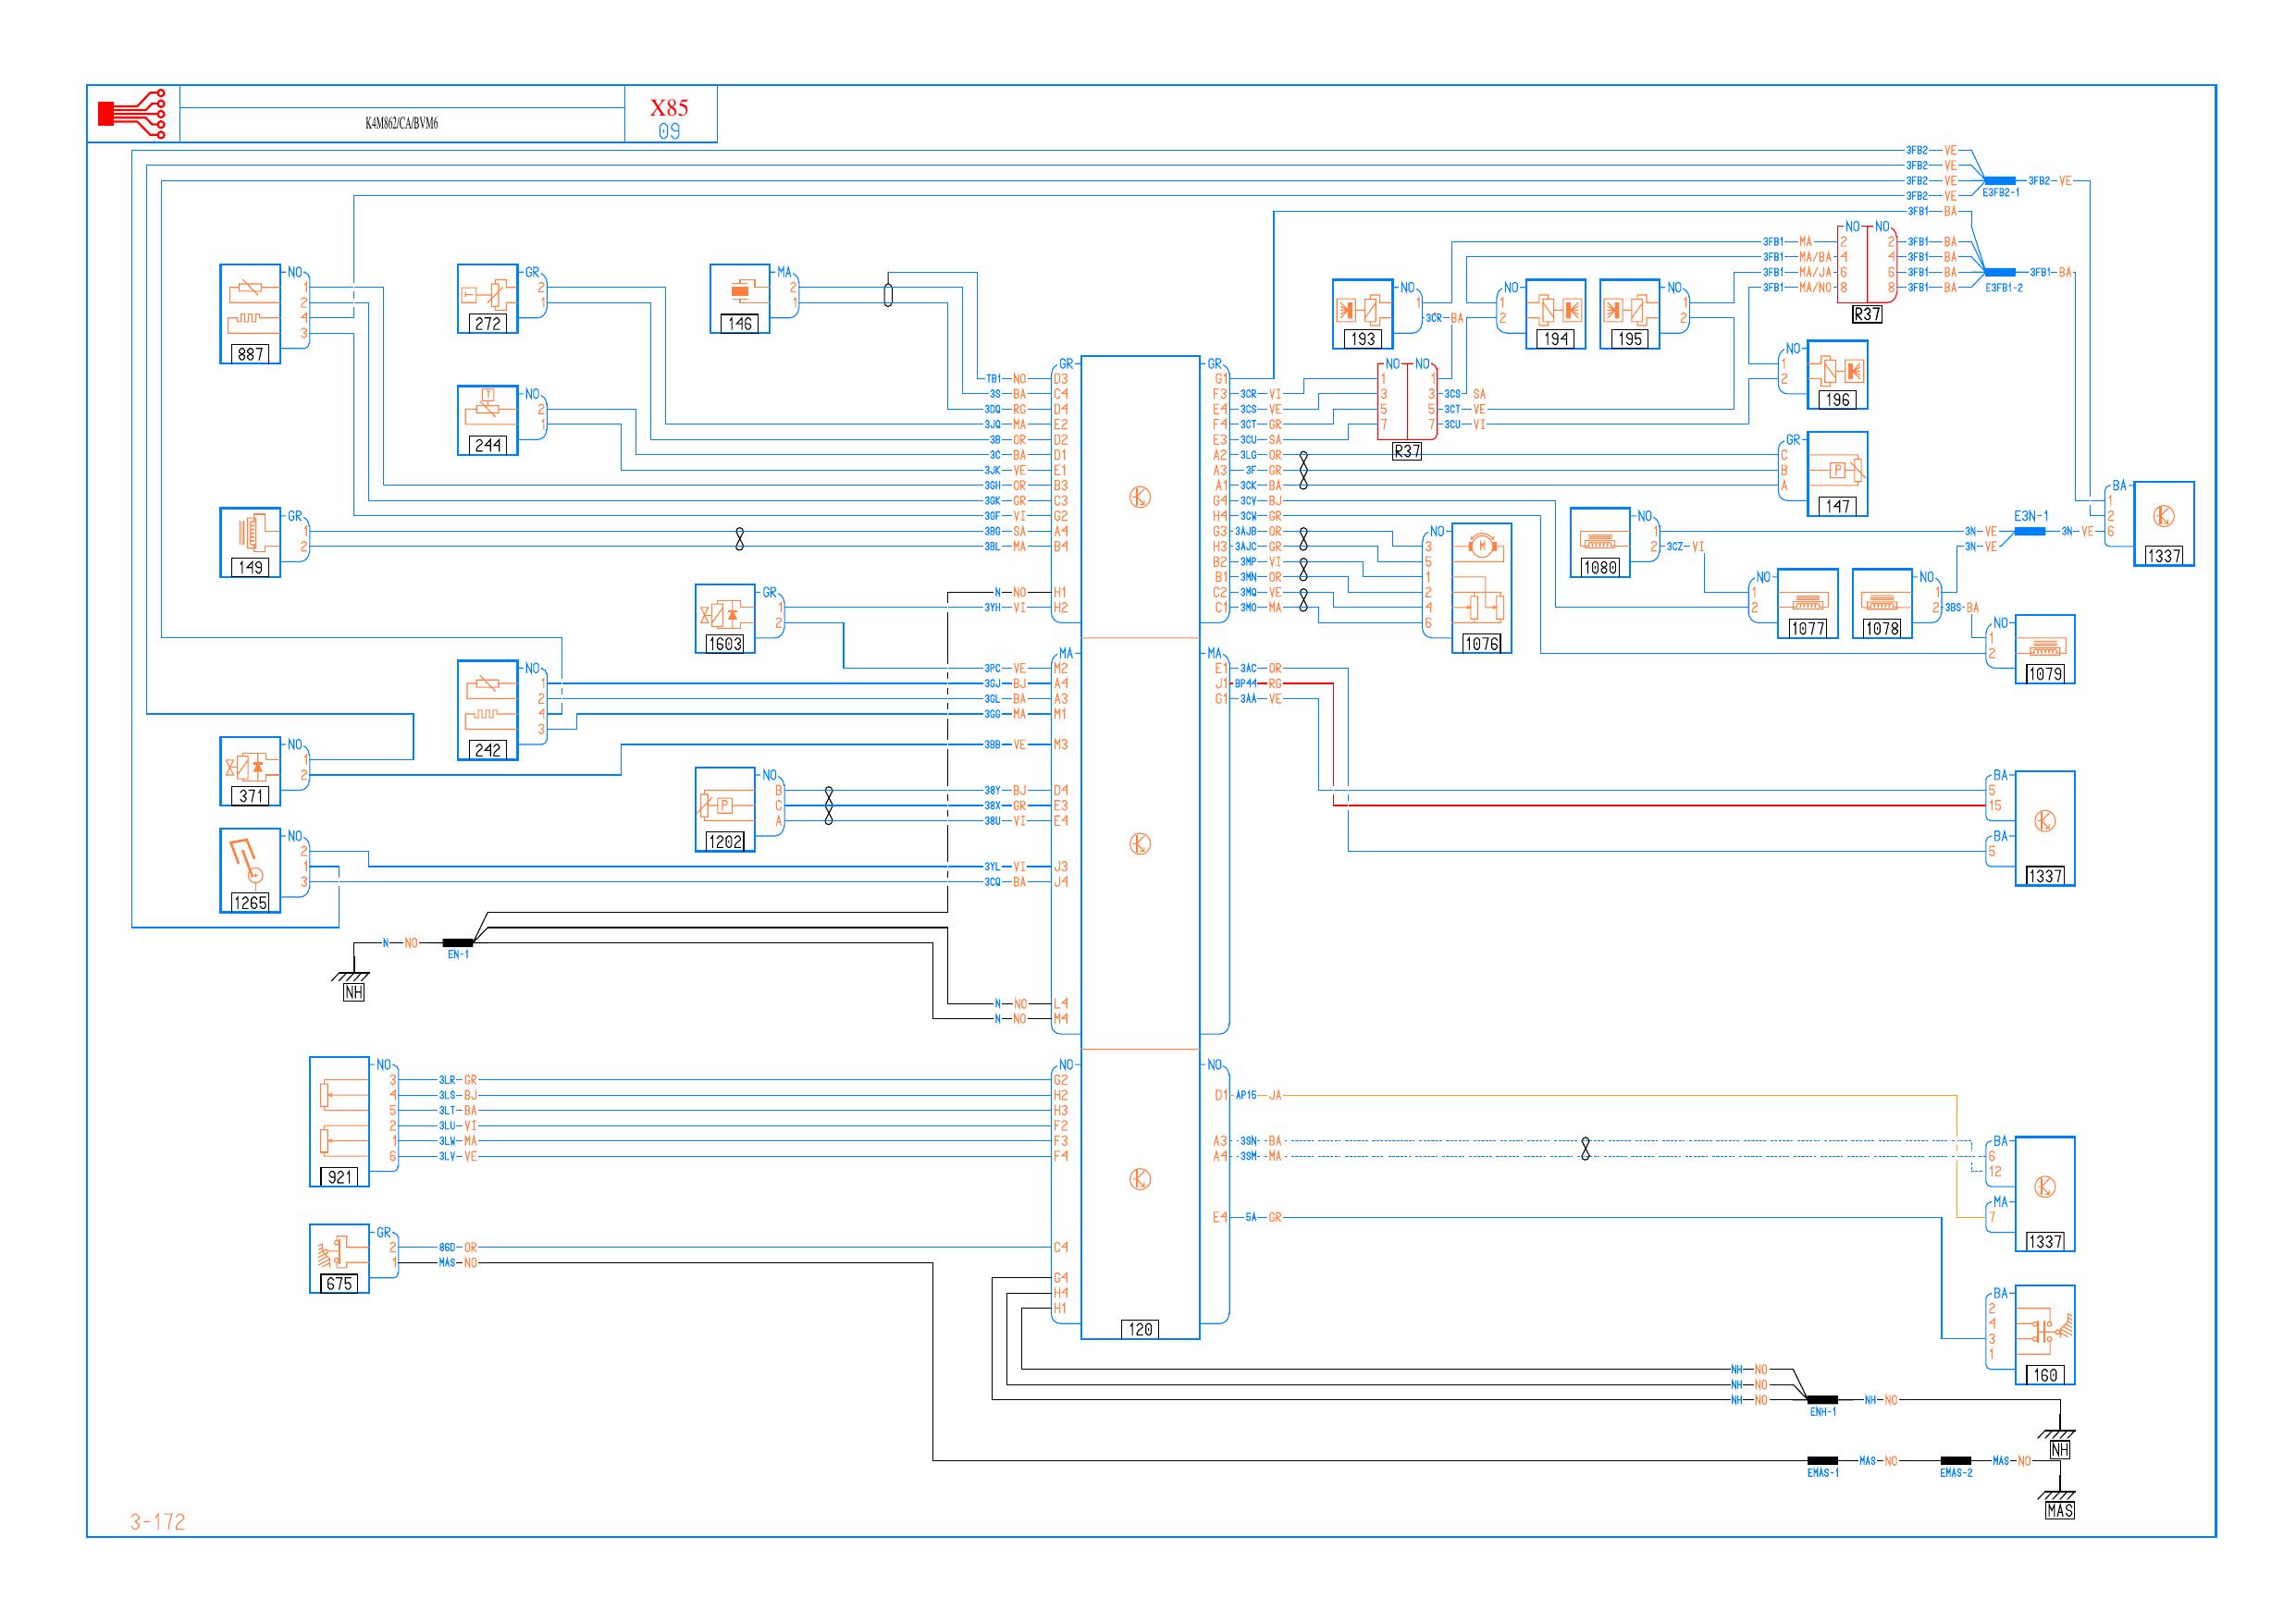 K4M862/CA/BVM6
X85
09
3FB2 VE
3FB2 VE
3FB2 VE
3FB2 VE
3FB1 BA
E3FB2-1
3FB2 VE
NO NO
3FB1 MA 2
3FB1 MA/BA 4
3FB1 MA/JA 6
3FB1 MA/NO 8
2 3FB1 BA
4 3FB1 BA
6 3FB1 BA
8 3FB1 BA
R37
3FB1 BA
E3FB1-2
NO
1
2
4
3
887
GR
2
1
272
MA
2
1
146
NO
1
2
3CR BA
193
NO
1
2
194
NO
1
2
195
NO
1
2
196
NO
2
1
244
NO NO
1
3
5
7
1
3 3CS SA
5 3CT VE
7 3CU VI
R37
GR
C
B
A
147
GR
1
2
149
GR
TB1 NO D3
3S BA C4
3DQ RG D4
3JQ MA E2
3B OR D2
3C BA D1
3JK VE E1
3GH OR B3
3GK GR C3
3GF VI G2
3BG SA A4
3BL MA B4
N NO H1
3YH VI H2
GR
G1
F3 3CR VI
E4 3CS VE
F4 3CT GR
E3 3CU SA
A2 3LG OR
A3 3F GR
A1 3CK BA
G4 3CV BJ
H4 3CW GR
G3 3AJB OR
H3 3AJC GR
B2 3MP VI
B1 3MN OR
C2 3MQ VE
C1 3MO MA
NO
3
5
1
2
4
6
M
1076
NO
1
2 3CZ VI
1080
3N VE
3N VE
E3N-1
3N VE
BA
1
2
6
1337
NO
1
2
1077
NO
1
2 3BS BA
1078
NO
1
2
1079
GR
1
2
1603
NO
1
2
4
3
242
NO
1
2
371
NO
B
C
A
P
1202
NO
2
1
3
1265
MA
3PC VE M2
3GJ BJ A4
3GL BA A3
3GG MA M1
3BB VE M3
38Y BJ D4
38X GR E3
38U VI E4
3YL VI J3
3CQ BA J4
N NO L4
N NO M4
MA
E1 3AC OR
J1 BP44 RG
G1 3AA VE
BA
5
15
BA
5
1337
N NO
EN-1
NH
NO
3 3LR GR
4 3LS BJ
5 3LT BA
2 3LU VI
1 3LW MA
6 3LV VE
921
GR
2 86D OR
1 MAS NO
675
NO
G2
H2
H3
F2
F3
F4
C4
G4
H4
H1
NO
D1 AP15 JA
A3 3SN BA
A4 3SM MA
E4 5A GR
120
BA
6
12
MA
7
1337
BA
2
4
3
1
160
NH NO
NH NO
NH NO
ENH-1
NH NO
NH
EMAS-1
MAS NO
EMAS-2
MAS NO
MAS
3-172